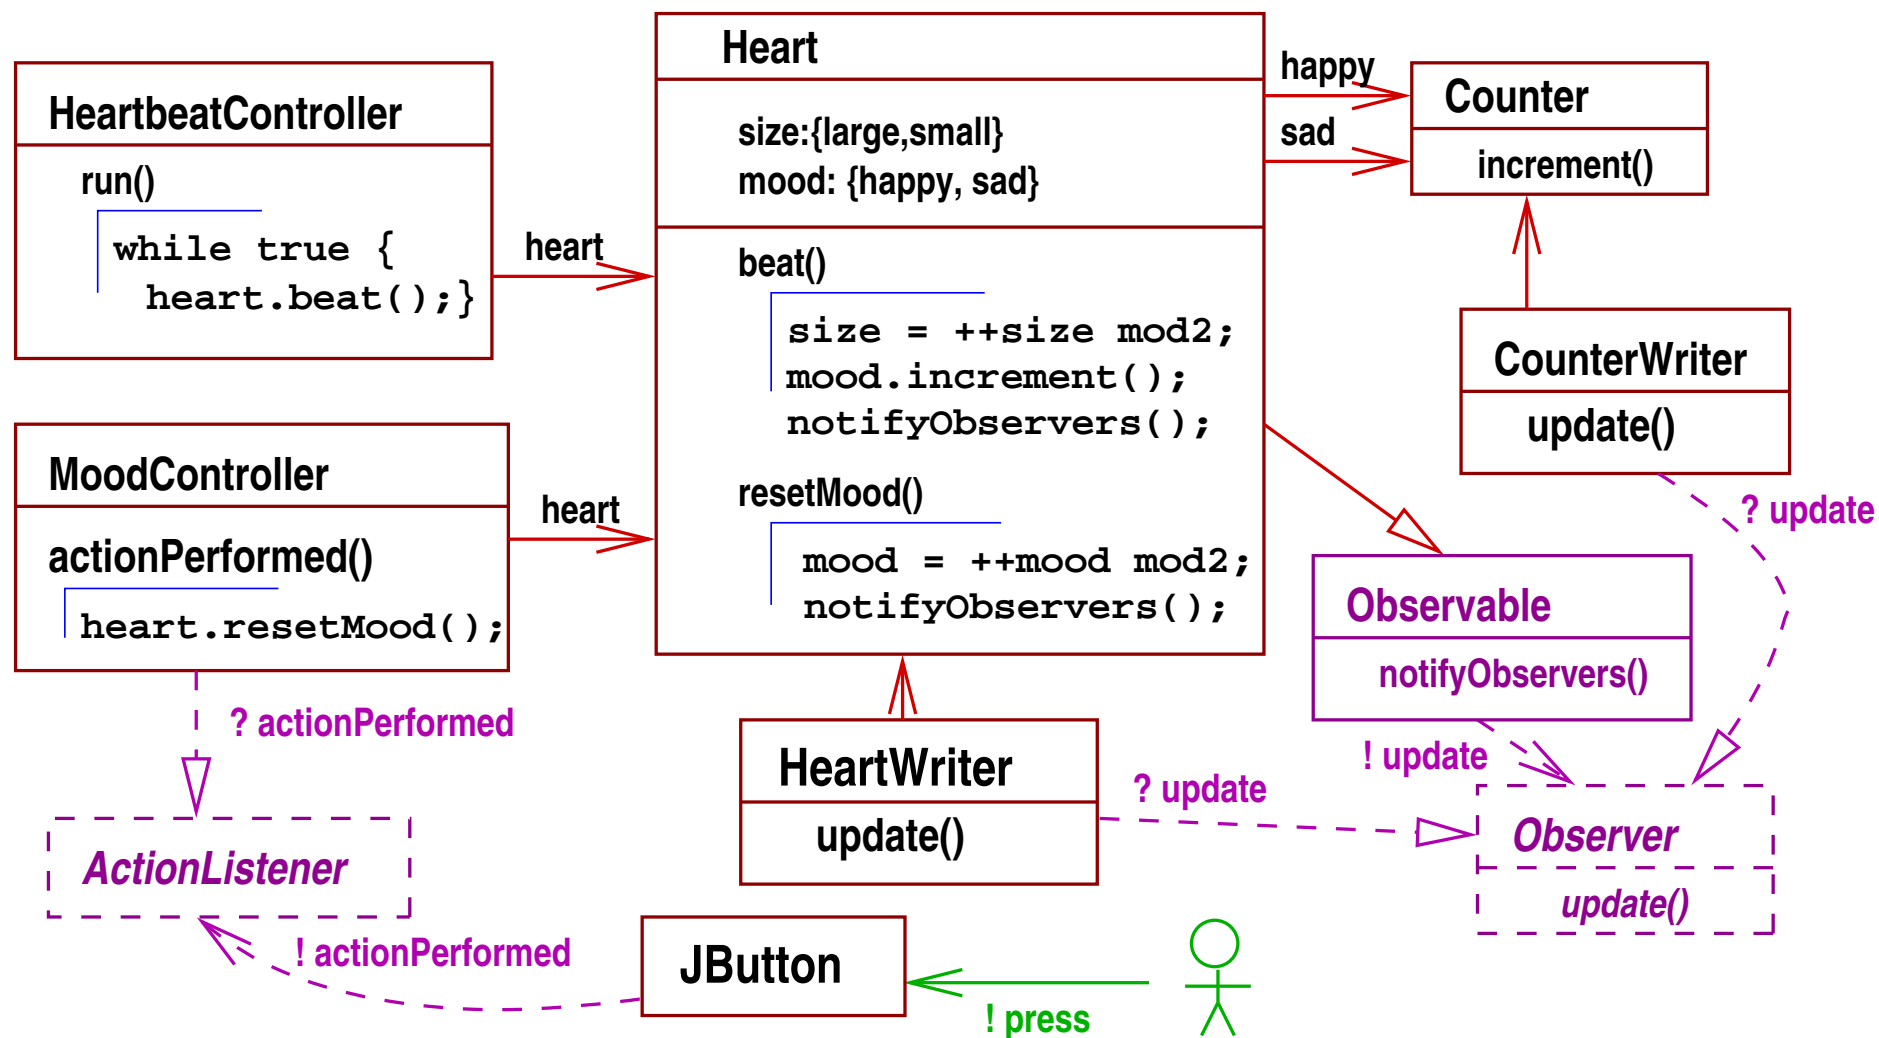 HeartbeatController
run()
while true {
heart.beat();}
heart
MoodController
actionPerformed()
heart.resetMood();
heart
? actionPerformed
ActionListener
! actionPerformed
Heart
size:{large,small}
mood: {happy, sad}
beat()
size = ++size mod2;
mood.increment();
notifyObservers();
resetMood()
mood = ++mood mod2;
notifyObservers();
happy
sad
Counter
increment()
CounterWriter
update()
? update
Observable
notifyObservers()
! update
HeartWriter
update()
? update
Observer
update()
JButton
! press